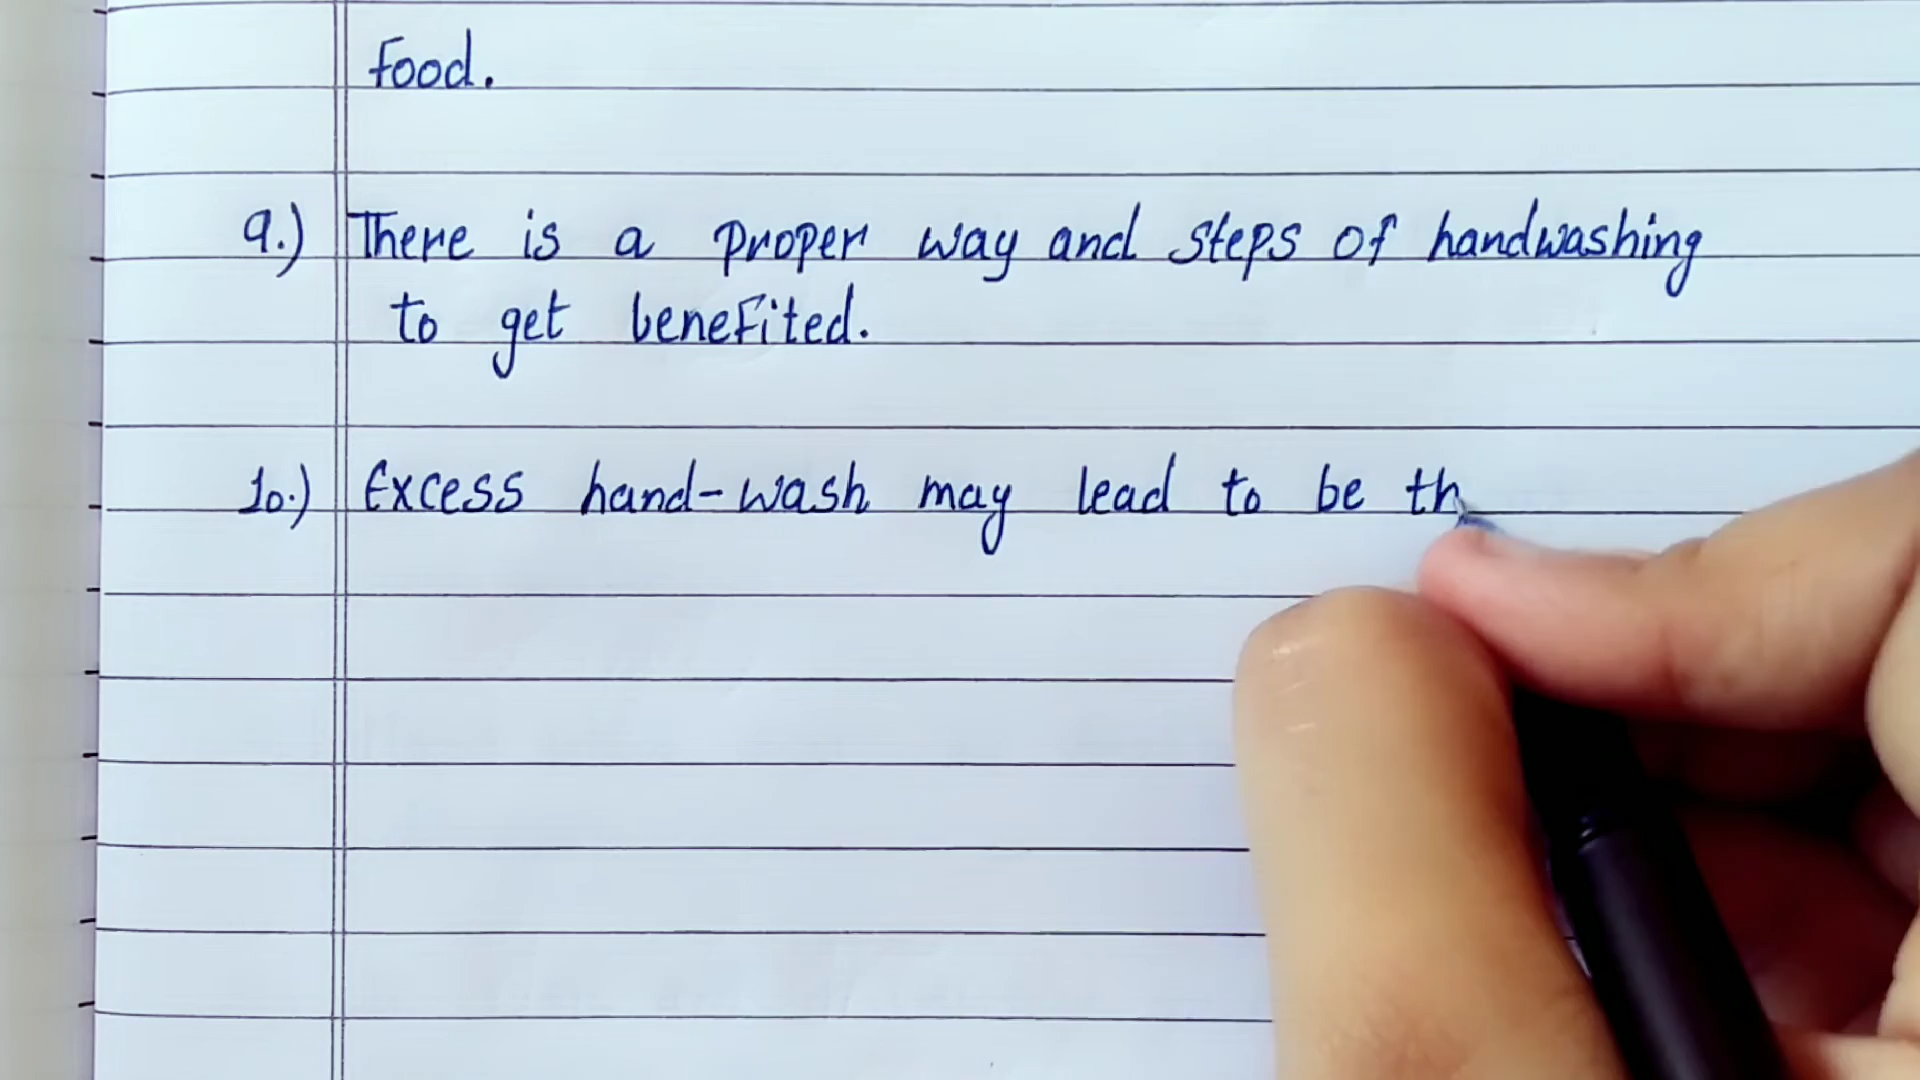 food.
9.) There is a proper way and steps of handwashing
to get benefited.
10.) Excess hand-wash may lead to be th